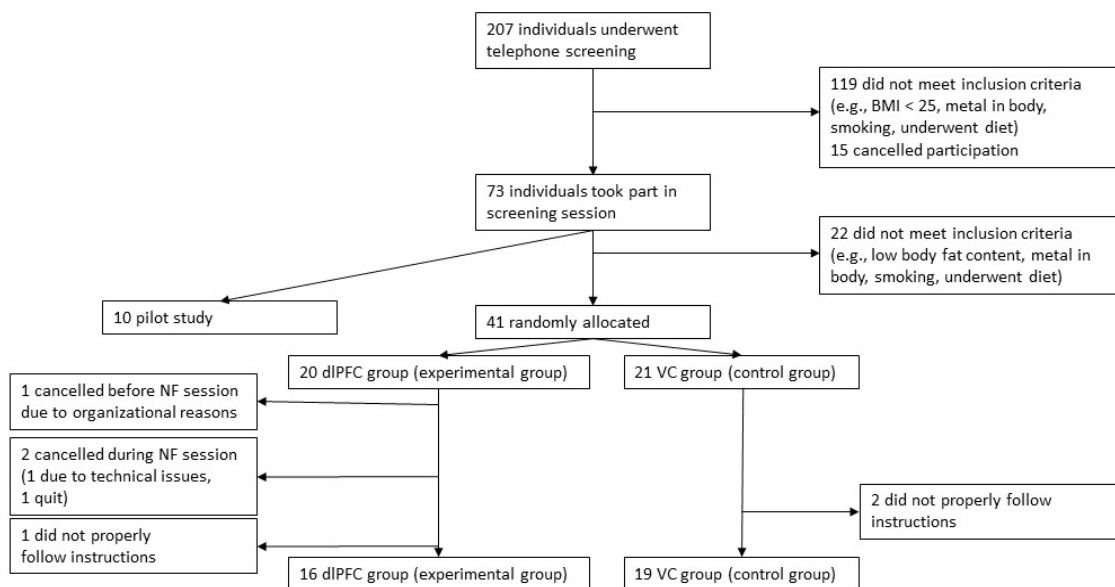 207 individuals underwent
telephone screening
119 did not meet inclusion criteria
(e.g., BMI < 25, metal in body,
smoking, underwent diet)
15 cancelled participation
73 individuals took part in
screening session
22 did not meet inclusion criteria
(e.g., low body fat content, metal in
body, smoking, underwent diet)
10 pilot study
41 randomly allocated
20 dlPFC group (experimental group)
21 VC group (control group)
1 cancelled before NF session
due to organizational reasons
2 cancelled during NF session
(1 due to technical issues,
1 quit)
2 did not properly follow
instructions
1 did not properly
follow instructions
16 dlPFC group (experimental group)
19 VC group (control group)